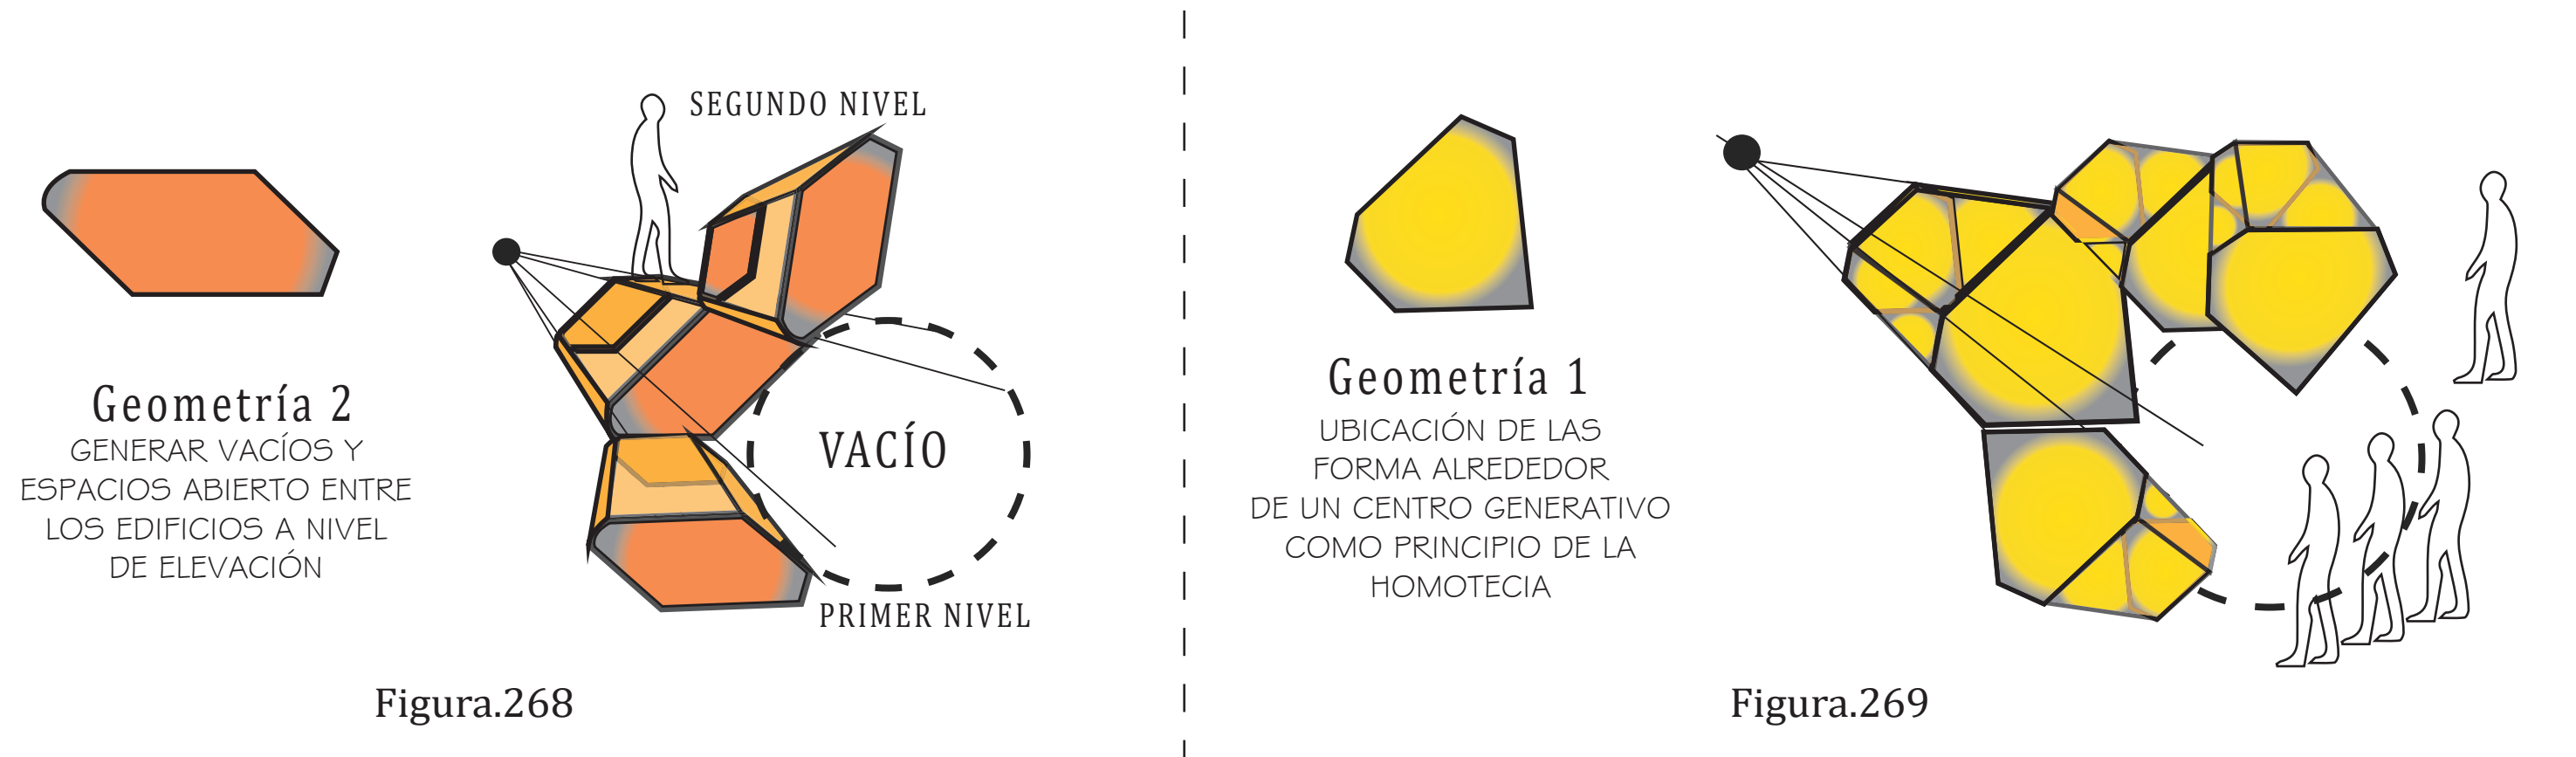 SEGUNDO NIVEL
Geometría 2
GENERAR VACÍOS Y
ESPACIOS ABIERTO ENTRE
LOS EDIFICIOS A NIVEL
DE ELEVACIÓN
VACÍO
PRIMER NIVEL
Figura.268
Geometría 1
UBICACIÓN DE LAS
FORMA ALREDEDOR
DE UN CENTRO GENERATIVO
COMO PRINCIPIO DE LA
HOMOTECIA
Figura.269